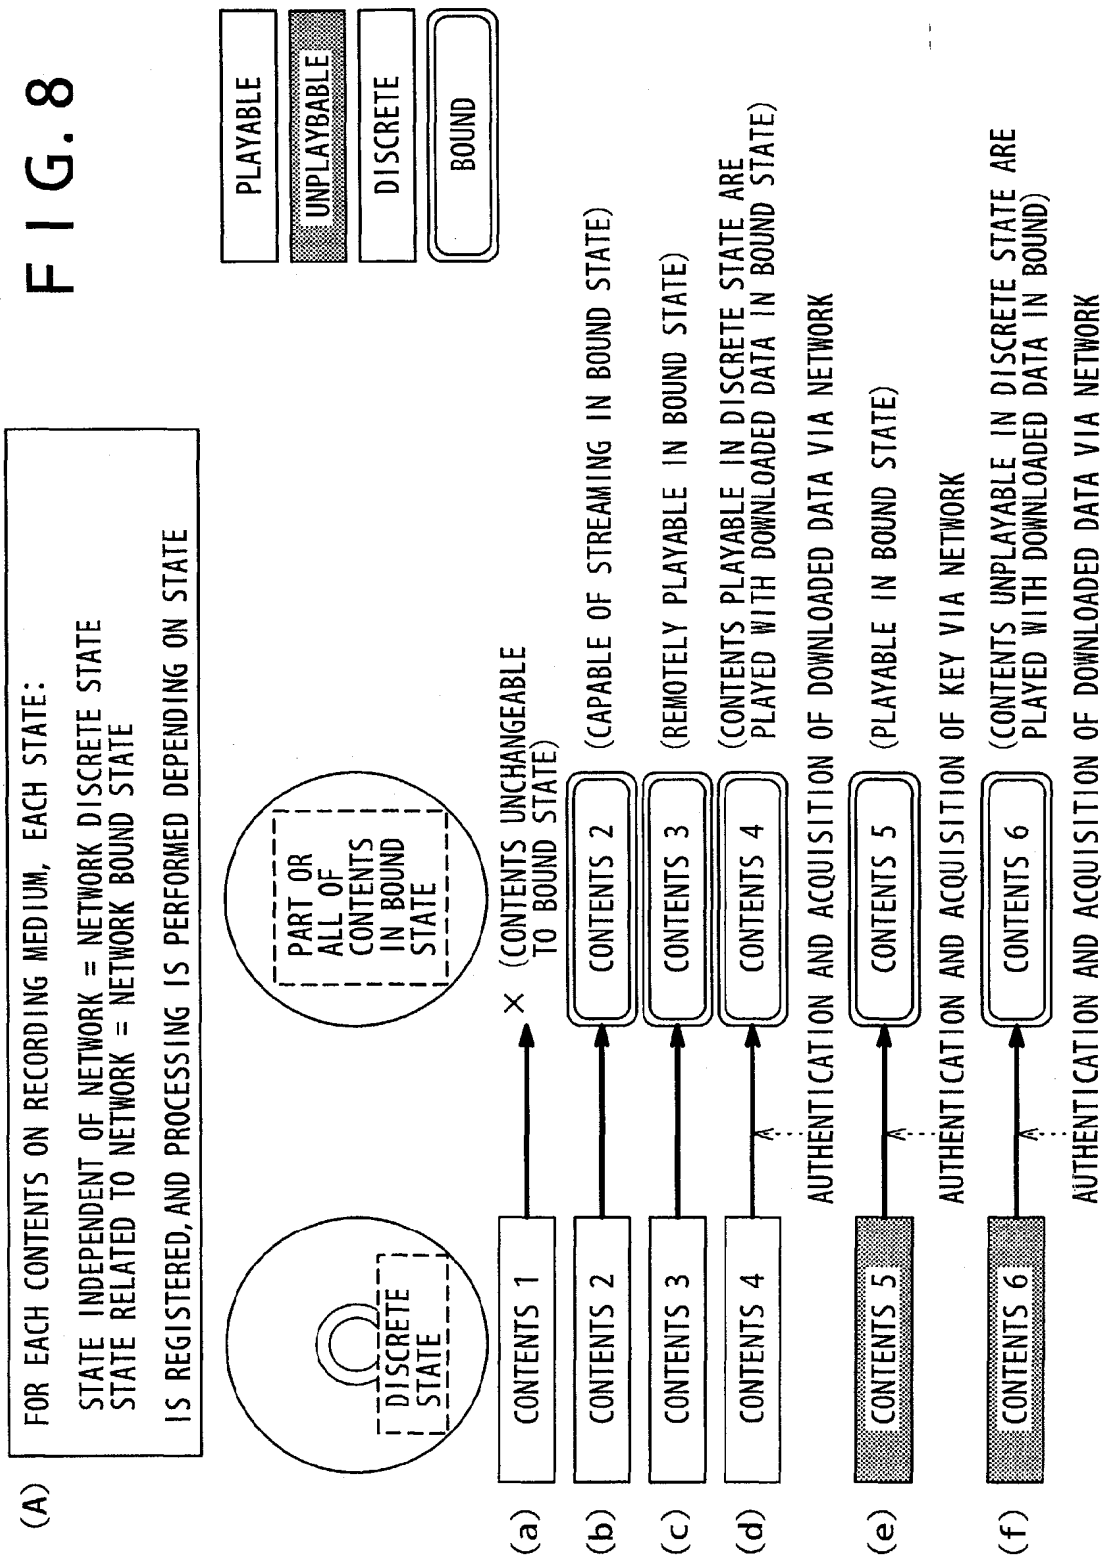 FIG. 8
(A)
FOR EACH CONTENTS ON RECORDING MEDIUM, EACH STATE:
STATE INDEPENDENT OF NETWORK = NETWORK DISCRETE STATE
STATE RELATED TO NETWORK = NETWORK BOUND STATE
IS REGISTERED, AND PROCESSING IS PERFORMED DEPENDING ON STATE
PLAYABLE
UNPLAYBABLE
DISCRETE
BOUND
DISCRETE
STATE
PART OR
ALL OF
CONTENTS
IN BOUND
STATE
(a)
CONTENTS 1
× (CONTENTS UNCHANGEABLE
TO BOUND STATE)
(b)
CONTENTS 2
CONTENTS 2
(CAPABLE OF STREAMING IN BOUND STATE)
(c)
CONTENTS 3
CONTENTS 3
(REMOTELY PLAYABLE IN BOUND STATE)
(d)
CONTENTS 4
CONTENTS 4
(CONTENTS PLAYABLE IN DISCRETE STATE ARE
PLAYED WITH DOWNLOADED DATA IN BOUND STATE)
AUTHENTICATION AND ACQUISITION OF DOWNLOADED DATA VIA NETWORK
(e)
CONTENTS 5
CONTENTS 5
(PLAYABLE IN BOUND STATE)
AUTHENTICATION AND ACQUISITION OF KEY VIA NETWORK
(f)
CONTENTS 6
CONTENTS 6
(CONTENTS UNPLAYABLE IN DISCRETE STATE ARE
PLAYED WITH DOWNLOADED DATA IN BOUND)
AUTHENTICATION AND ACQUISITION OF DOWNLOADED DATA VIA NETWORK